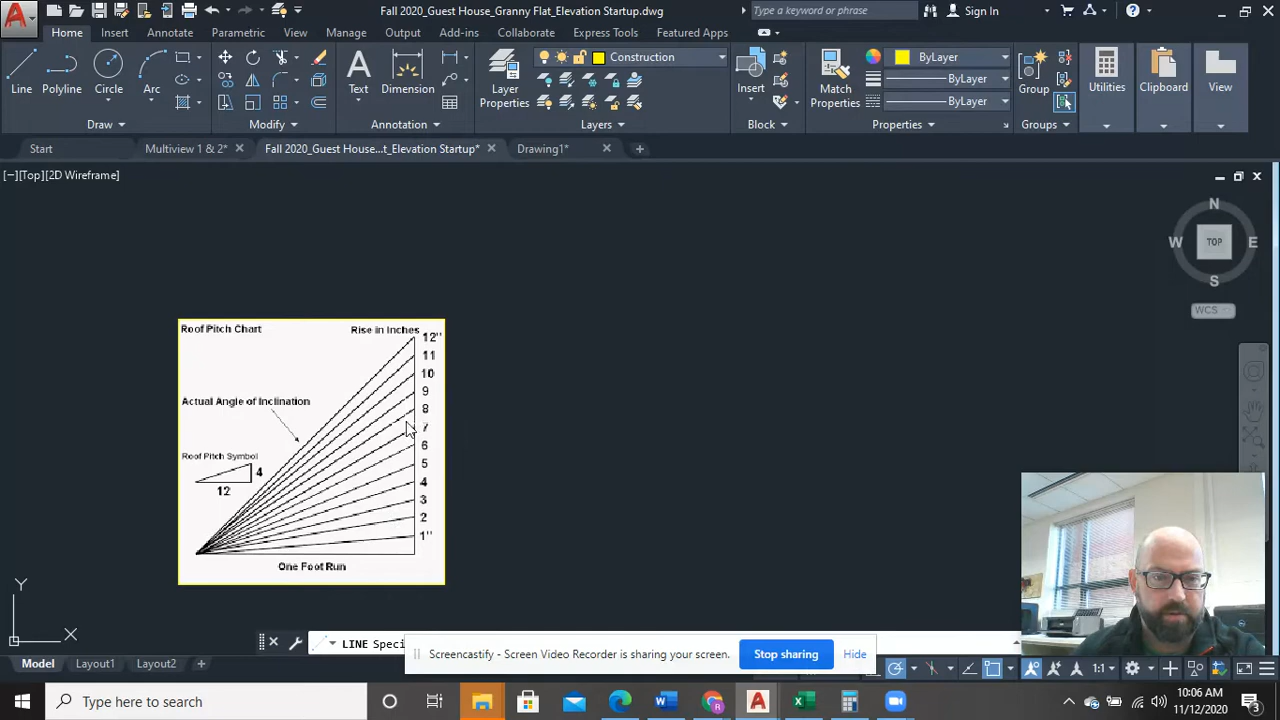 Fall 2020_Guest House_Granny Flat_Elevation Startup.dwg
Type a keyword or phrase
Sign In
Home Insert Annotate Parametric View Manage Output Add-ins Collaborate Express Tools Featured Apps
Construction
ByLayer
ByLayer
ByLayer
Line Polyline Circle Arc Text Dimension Layer Properties Insert Match Properties Group Utilities Clipboard View
Draw Modify Annotation Layers Block Properties Groups
Start Multiview 1 & 2* Fall 2020_Guest House...t_Elevation Startup* Drawing1*
[−][Top][2D Wireframe]
N
W TOP E
S
WCS
Roof Pitch Chart Rise in Inches
12"
11
10
9
Actual Angle of Inclination
8
7
6
Roof Pitch Symbol
5
4
12
4
3
2
1"
One Foot Run
Y
X
LINE Speci
Screencastify - Screen Video Recorder is sharing your screen. Stop sharing Hide
Model Layout1 Layout2
1:1
Type here to search
10:06 AM
11/12/2020
3